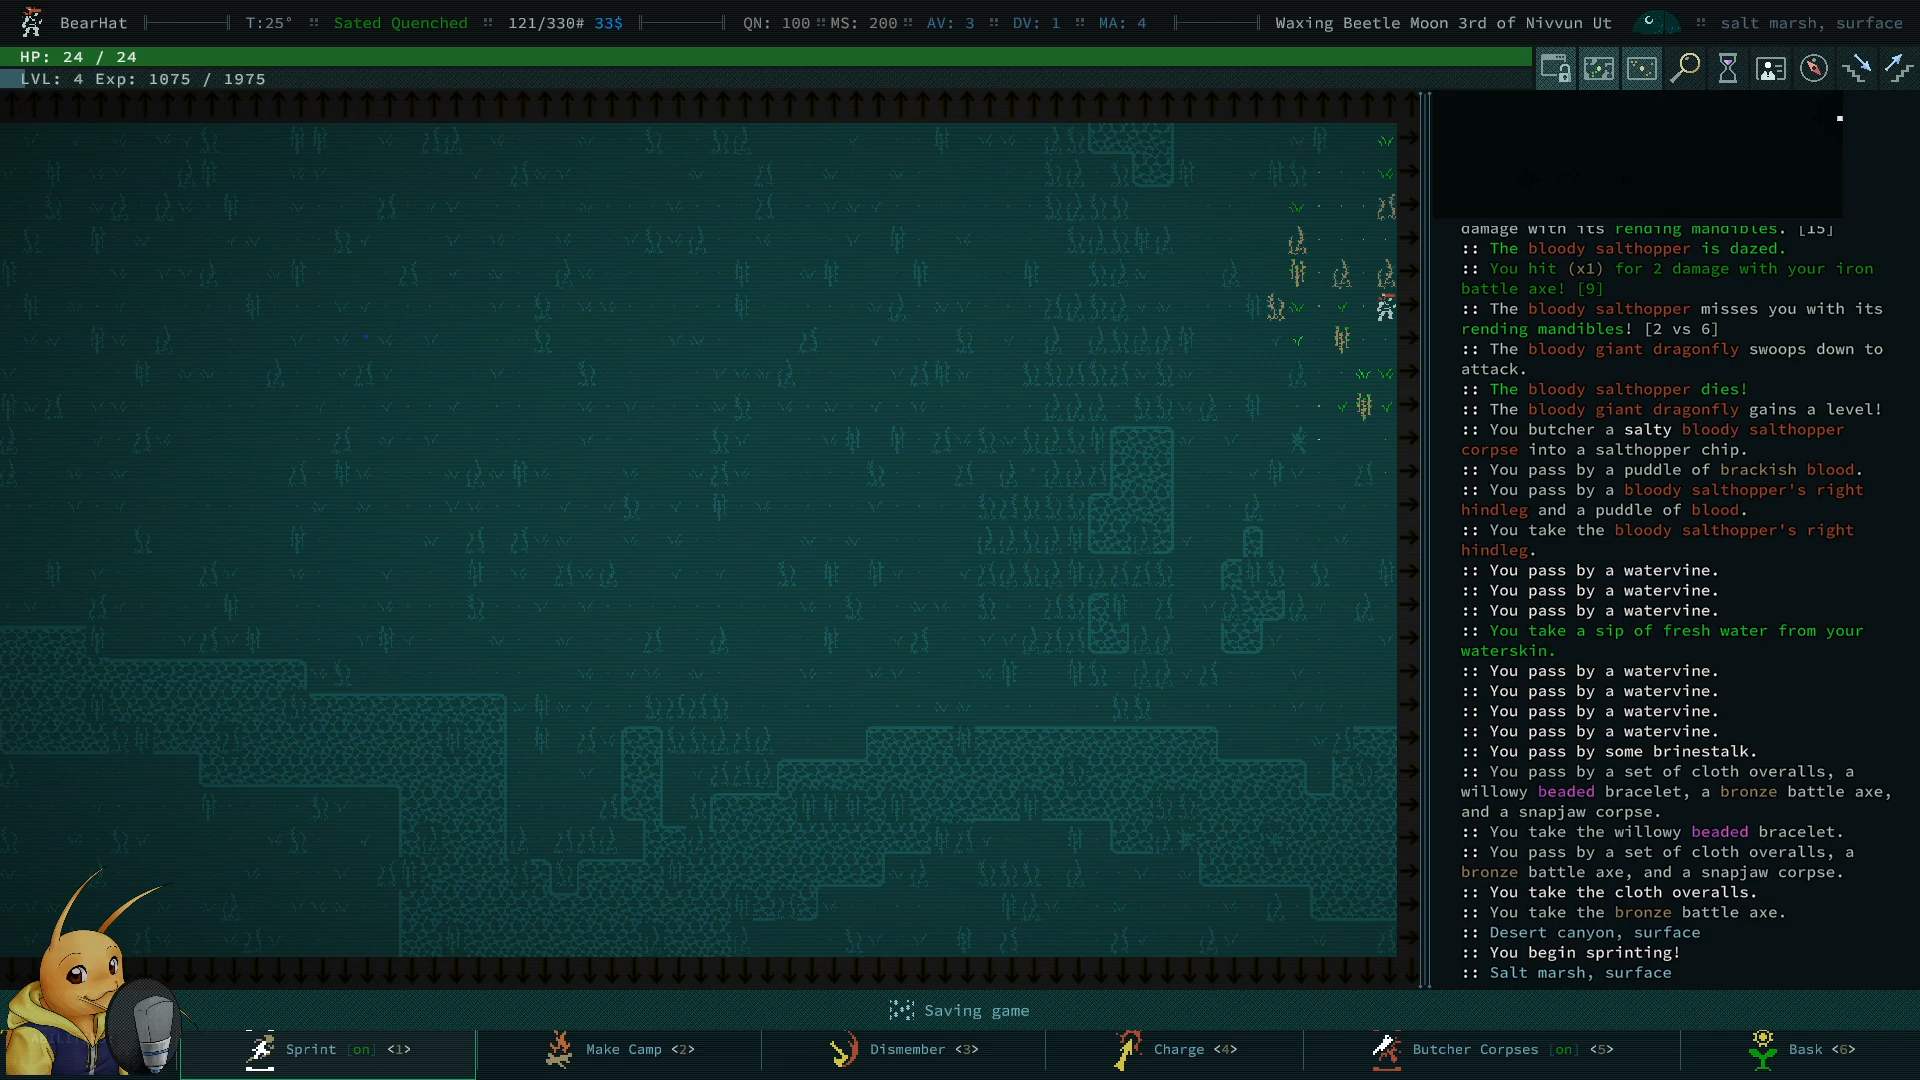 BearHat T:25° :: Sated Quenched :: 121/330# 33$ QN: 100 :: MS: 200 :: AV: 3 :: DV: 1 :: MA: 4 Waxing Beetle Moon 3rd of Nivvun Ut :: salt marsh, surface
HP: 24 / 24
LVL: 4 Exp: 1075 / 1975
damage with its rending mandibles. [15]
:: The bloody salthopper is dazed.
:: You hit (x1) for 2 damage with your iron
battle axe! [9]
:: The bloody salthopper misses you with its
rending mandibles! [2 vs 6]
:: The bloody giant dragonfly swoops down to
attack.
:: The bloody salthopper dies!
:: The bloody giant dragonfly gains a level!
:: You butcher a salty bloody salthopper
corpse into a salthopper chip.
:: You pass by a puddle of brackish blood.
:: You pass by a bloody salthopper's right
hindleg and a puddle of blood.
:: You take the bloody salthopper's right
hindleg.
:: You pass by a watervine.
:: You pass by a watervine.
:: You pass by a watervine.
:: You take a sip of fresh water from your
waterskin.
:: You pass by a watervine.
:: You pass by a watervine.
:: You pass by a watervine.
:: You pass by a watervine.
:: You pass by some brinestalk.
:: You pass by a set of cloth overalls, a
willowy beaded bracelet, a bronze battle axe,
and a snapjaw corpse.
:: You take the willowy beaded bracelet.
:: You pass by a set of cloth overalls, a
bronze battle axe, and a snapjaw corpse.
:: You take the cloth overalls.
:: You take the bronze battle axe.
:: Desert canyon, surface
:: You begin sprinting!
:: Salt marsh, surface
Saving game
Sprint [on] <1> Make Camp <2> Dismember <3> Charge <4> Butcher Corpses [on] <5> Bask <6>